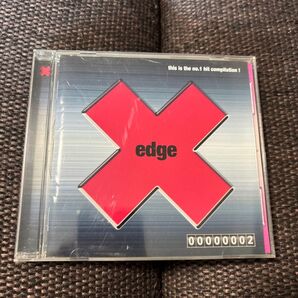 this is the no.1 hit compilation !
edge
00000002